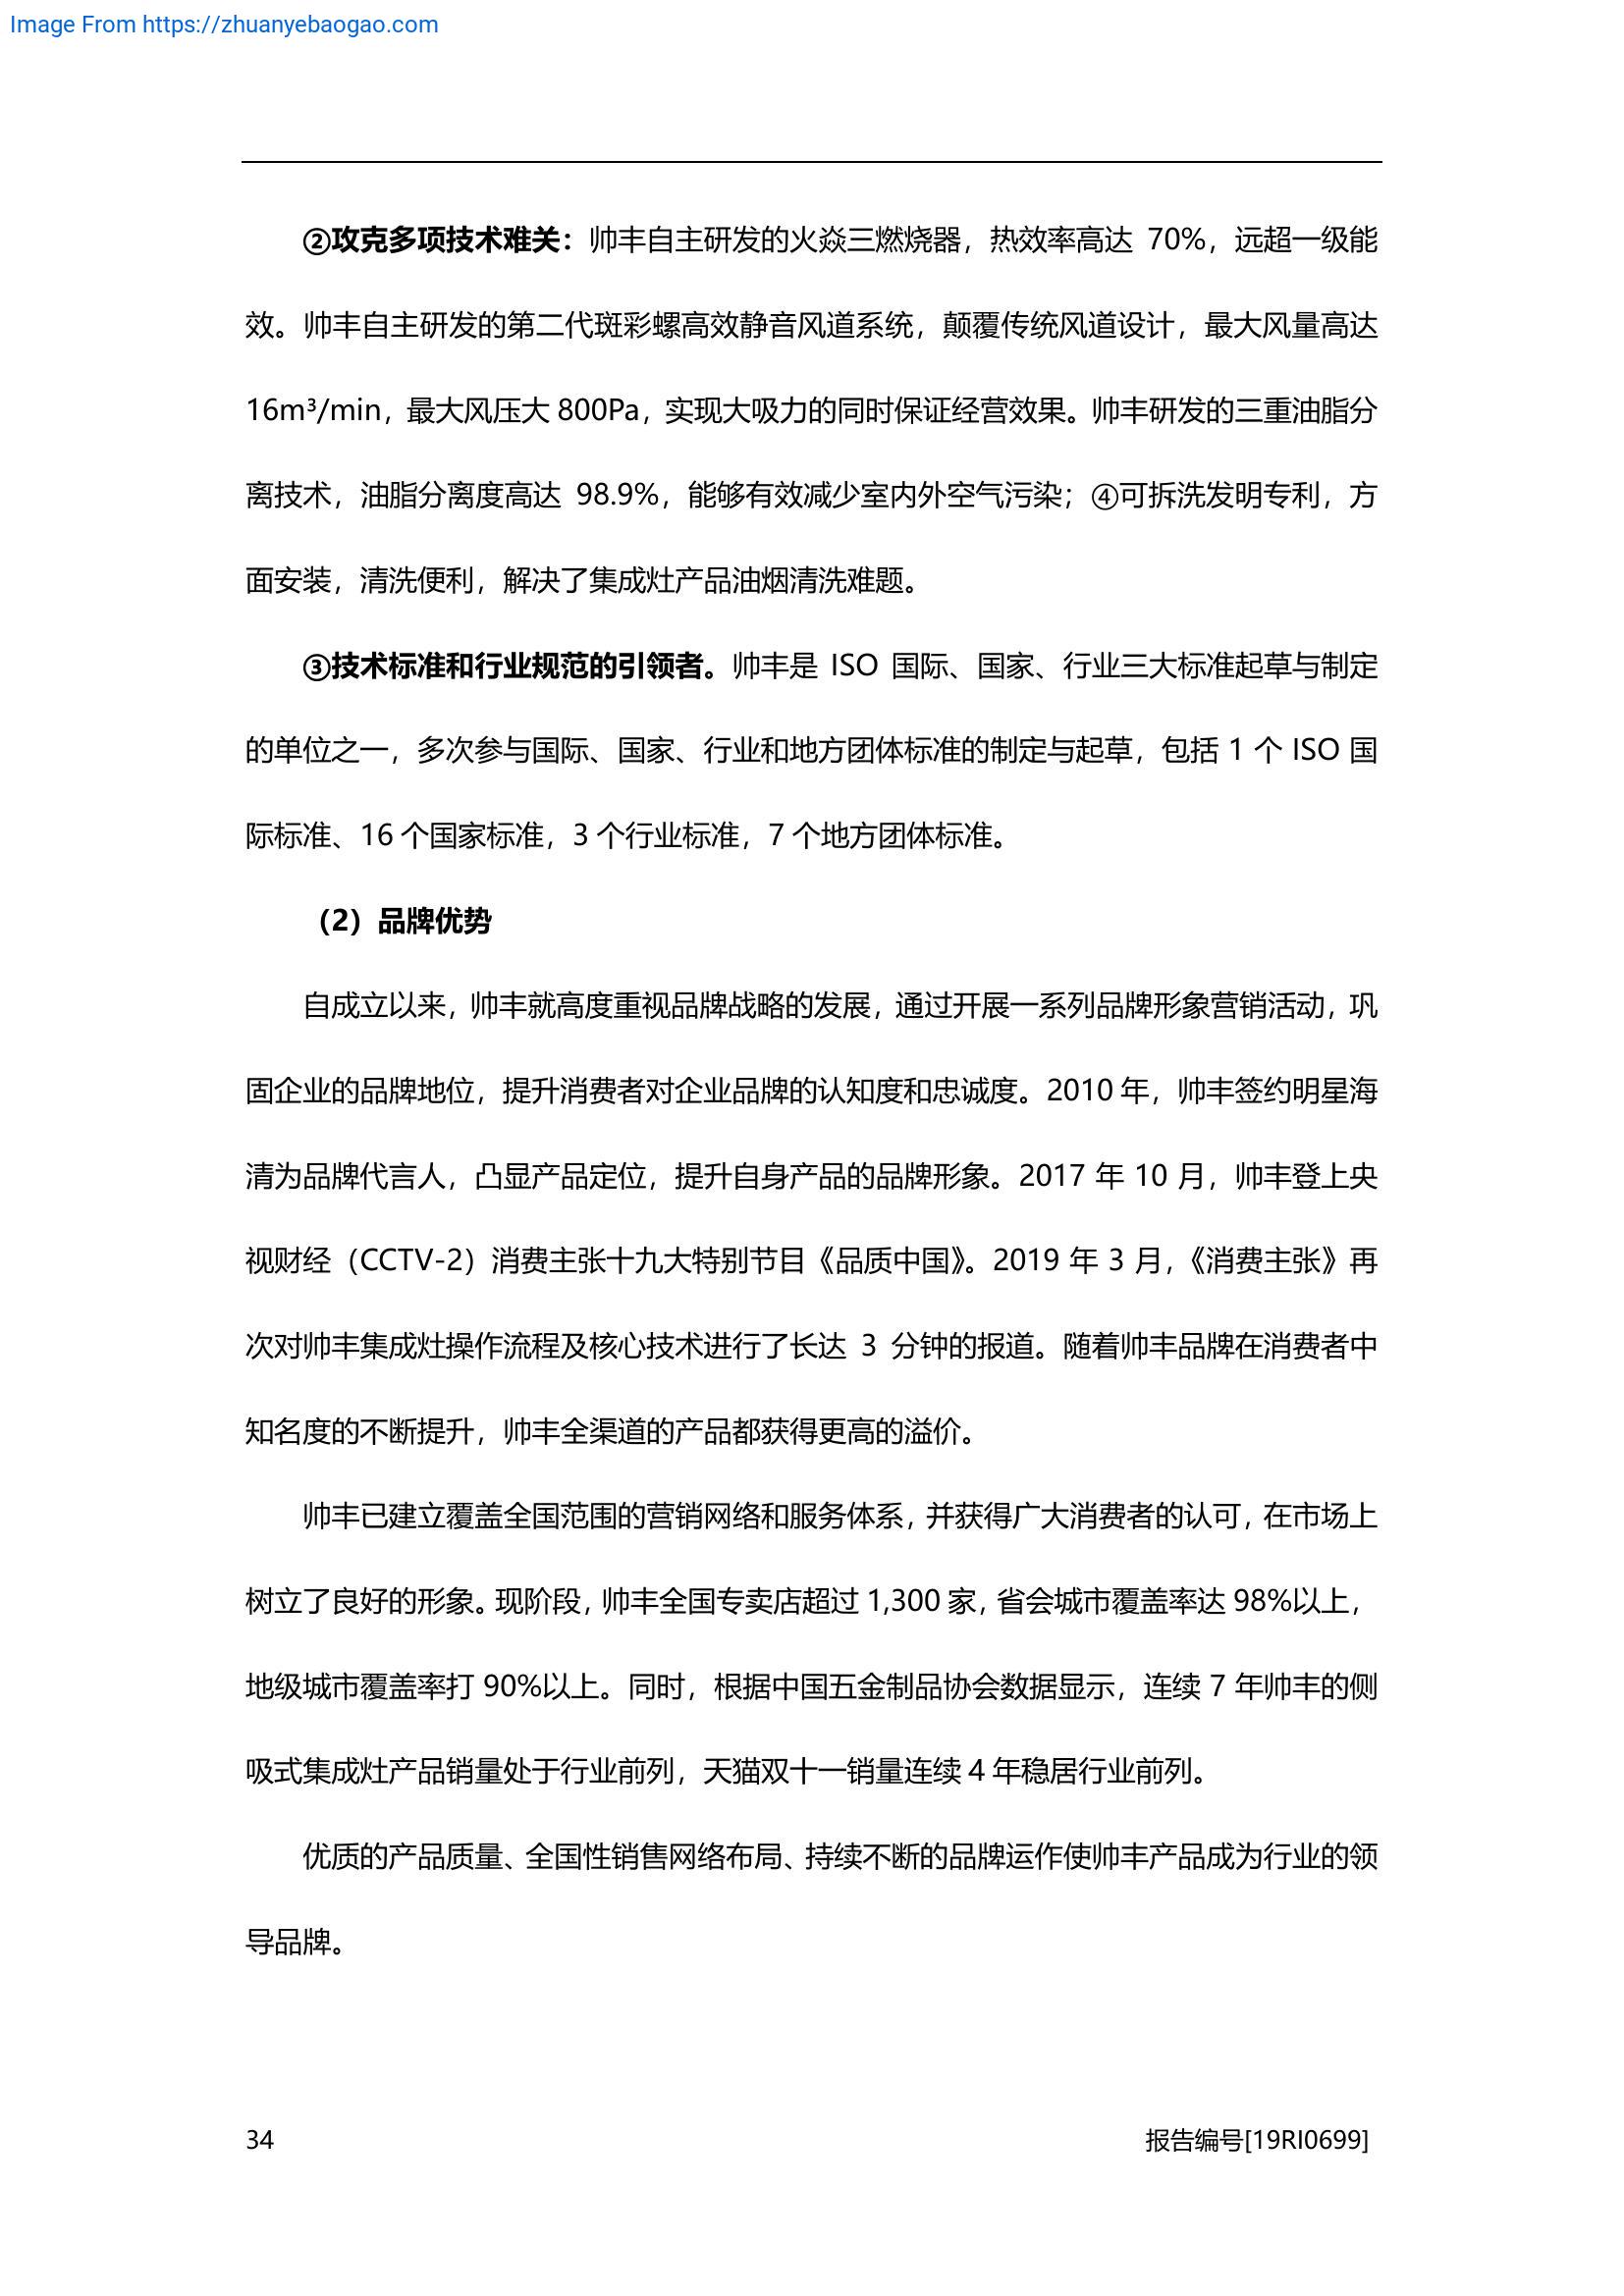 Image From https://zhuanyebaogao.com
②攻克多项技术难关：帅丰自主研发的火焱三燃烧器，热效率高达 70%，远超一级能
效。帅丰自主研发的第二代斑彩螺高效静音风道系统，颠覆传统风道设计，最大风量高达
16m³/min，最大风压大 800Pa，实现大吸力的同时保证经营效果。帅丰研发的三重油脂分
离技术，油脂分离度高达 98.9%，能够有效减少室内外空气污染；④可拆洗发明专利，方
面安装，清洗便利，解决了集成灶产品油烟清洗难题。
③技术标准和行业规范的引领者。帅丰是 ISO 国际、国家、行业三大标准起草与制定
的单位之一，多次参与国际、国家、行业和地方团体标准的制定与起草，包括 1 个 ISO 国
际标准、16 个国家标准，3 个行业标准，7 个地方团体标准。
（2）品牌优势
自成立以来，帅丰就高度重视品牌战略的发展，通过开展一系列品牌形象营销活动，巩
固企业的品牌地位，提升消费者对企业品牌的认知度和忠诚度。2010 年，帅丰签约明星海
清为品牌代言人，凸显产品定位，提升自身产品的品牌形象。2017 年 10 月，帅丰登上央
视财经（CCTV-2）消费主张十九大特别节目《品质中国》。2019 年 3 月，《消费主张》再
次对帅丰集成灶操作流程及核心技术进行了长达 3 分钟的报道。随着帅丰品牌在消费者中
知名度的不断提升，帅丰全渠道的产品都获得更高的溢价。
帅丰已建立覆盖全国范围的营销网络和服务体系，并获得广大消费者的认可，在市场上
树立了良好的形象。现阶段，帅丰全国专卖店超过 1,300 家，省会城市覆盖率达 98%以上，
地级城市覆盖率打 90%以上。同时，根据中国五金制品协会数据显示，连续 7 年帅丰的侧
吸式集成灶产品销量处于行业前列，天猫双十一销量连续 4 年稳居行业前列。
优质的产品质量、全国性销售网络布局、持续不断的品牌运作使帅丰产品成为行业的领
导品牌。
34
报告编号[19RI0699]